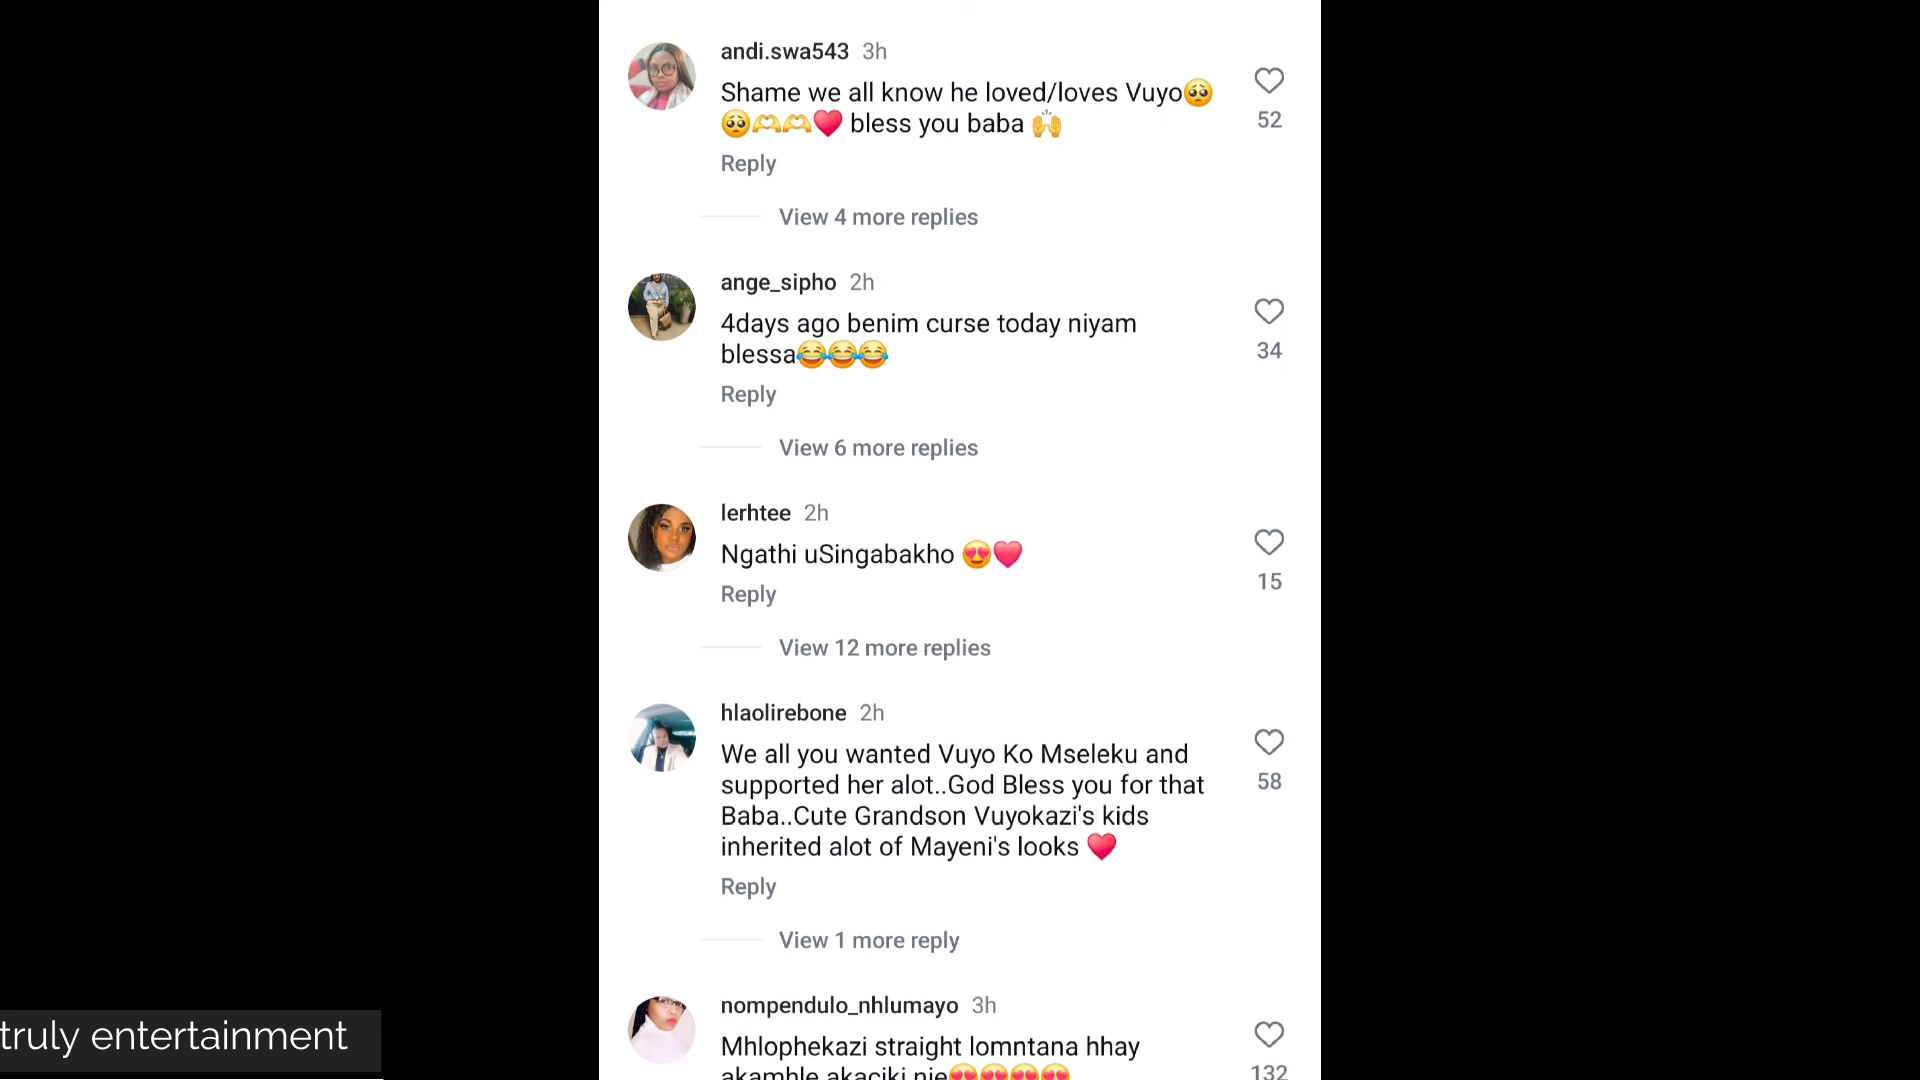 andi.swa543 3h
Shame we all know he loved/loves Vuyo🥺
🥺🫶🫶❤️ bless you baba 🙌
52
Reply
View 4 more replies
ange_sipho 2h
4days ago benim curse today niyam
blessa😂😂😂
34
Reply
View 6 more replies
lerhtee 2h
Ngathi uSingabakho 😍❤️
15
Reply
View 12 more replies
hlaolirebone 2h
We all you wanted Vuyo Ko Mseleku and
supported her alot..God Bless you for that
Baba..Cute Grandson Vuyokazi's kids
inherited alot of Mayeni's looks ❤️
58
Reply
View 1 more reply
nompendulo_nhlumayo 3h
Mhlophekazi straight lomntana hhay
akamhle akaciki nje😍😍😍😍
132
truly entertainment